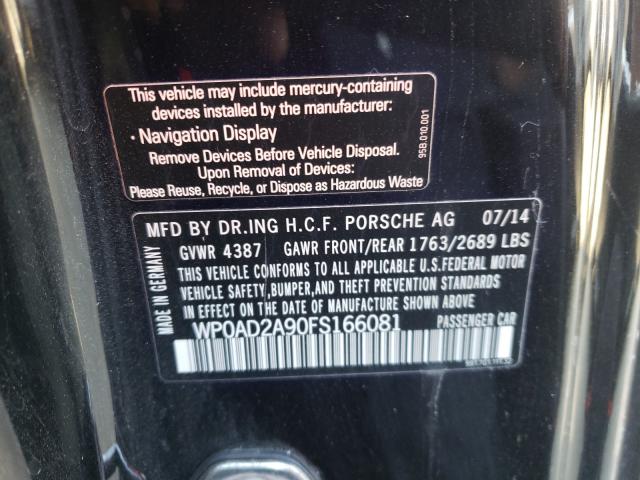 This vehicle may include mercury-containing
devices installed by the manufacturer:
· Navigation Display
Remove Devices Before Vehicle Disposal.
Upon Removal of Devices:
Please Reuse, Recycle, or Dispose as Hazardous Waste
95B.010.001
MFD BY DR.ING H.C.F. PORSCHE AG 07/14
GVWR 4387 GAWR FRONT/REAR 1763/2689 LBS
THIS VEHICLE CONFORMS TO ALL APPLICABLE U.S.FEDERAL MOTOR
VEHICLE SAFETY,BUMPER,AND THEFT PREVENTION STANDARDS
IN EFFECT ON THE DATE OF MANUFACTURE SHOWN ABOVE.
WP0AD2A90FS166081 PASSENGER CAR
MADE IN GERMANY